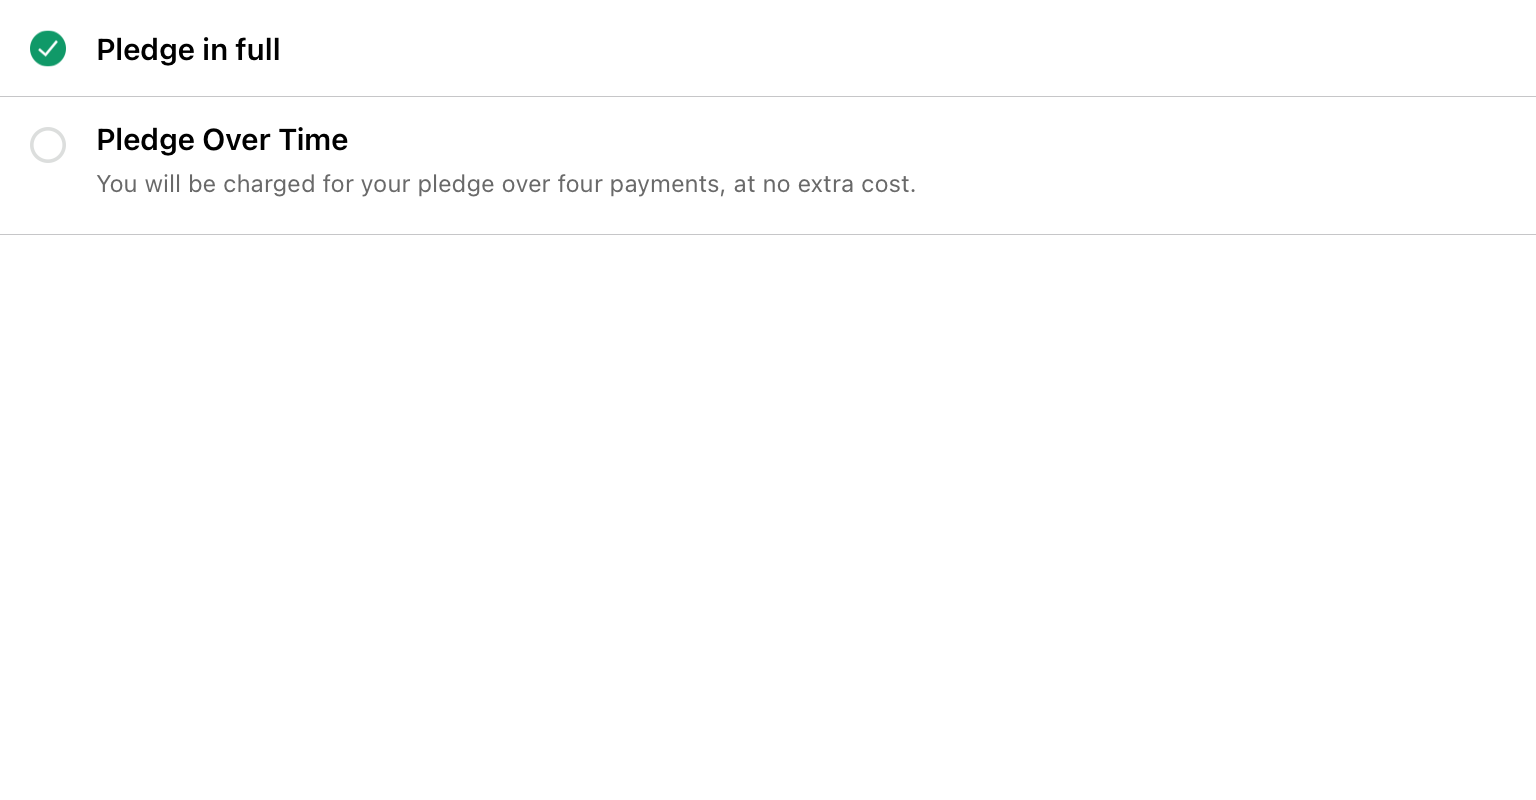 Pledge in full
Pledge Over Time
You will be charged for your pledge over four payments, at no extra cost.